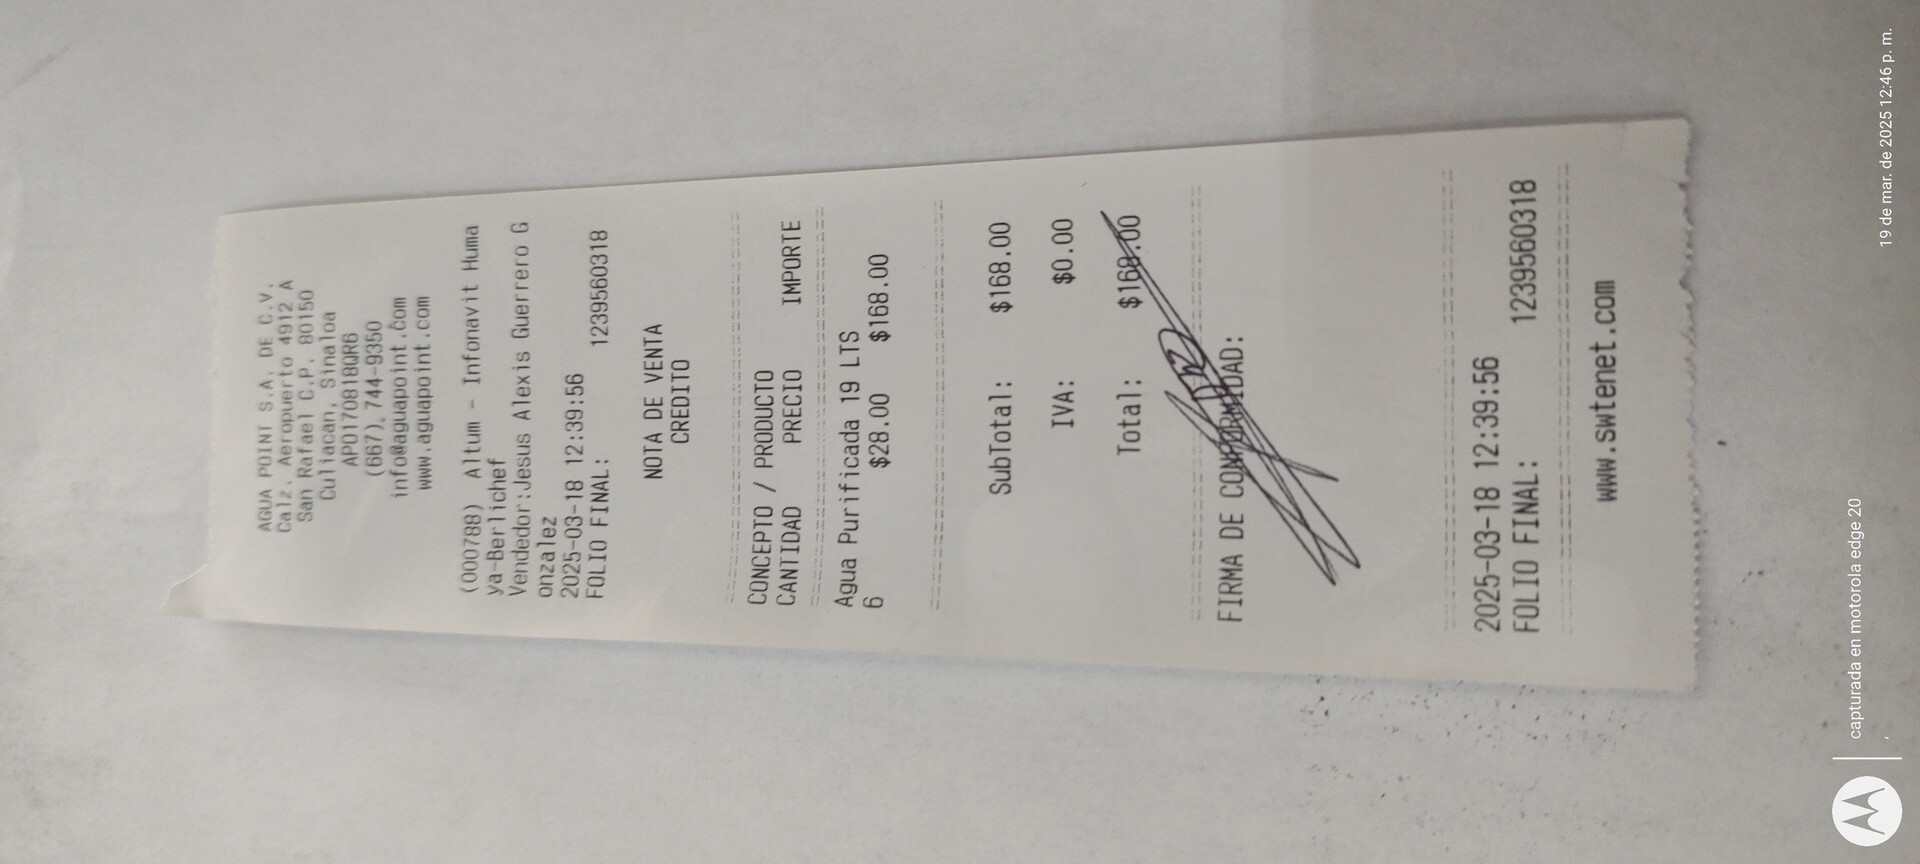 AGUA POINT S.A. DE C.V.
Calz. Aeropuerto 4912 A
San Rafael C.P. 80150
Culiacan, Sinaloa
APO170818QR6
(667) 744-9350
info@aguapoint.com
www.aguapoint.com
(000788) Altum - Infonavit Huma
ya-Berlichef
Vendedor:Jesus Alexis Guerrero G
onzalez
2025-03-18 12:39:56
FOLIO FINAL: 1239560318
NOTA DE VENTA
CREDITO
CONCEPTO / PRODUCTO
CANTIDAD PRECIO IMPORTE
Agua Purificada 19 LTS
6 $28.00 $168.00
SubTotal: $168.00
IVA: $0.00
Total: $168.00
FIRMA DE CONFORMIDAD:
2025-03-18 12:39:56
FOLIO FINAL: 1239560318
www.swtenet.com
capturada en motorola edge 20
19 de mar. de 2025 12:46 p. m.